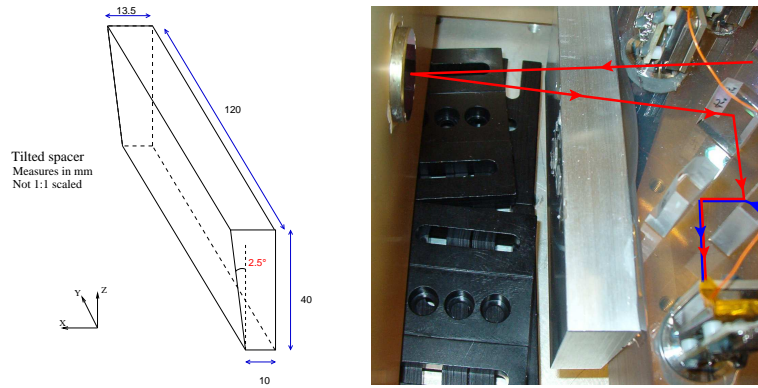 13.5
120
Tilted spacer
Measures in mm
Not 1:1 scaled
2.5°
Z
Y
X
40
10